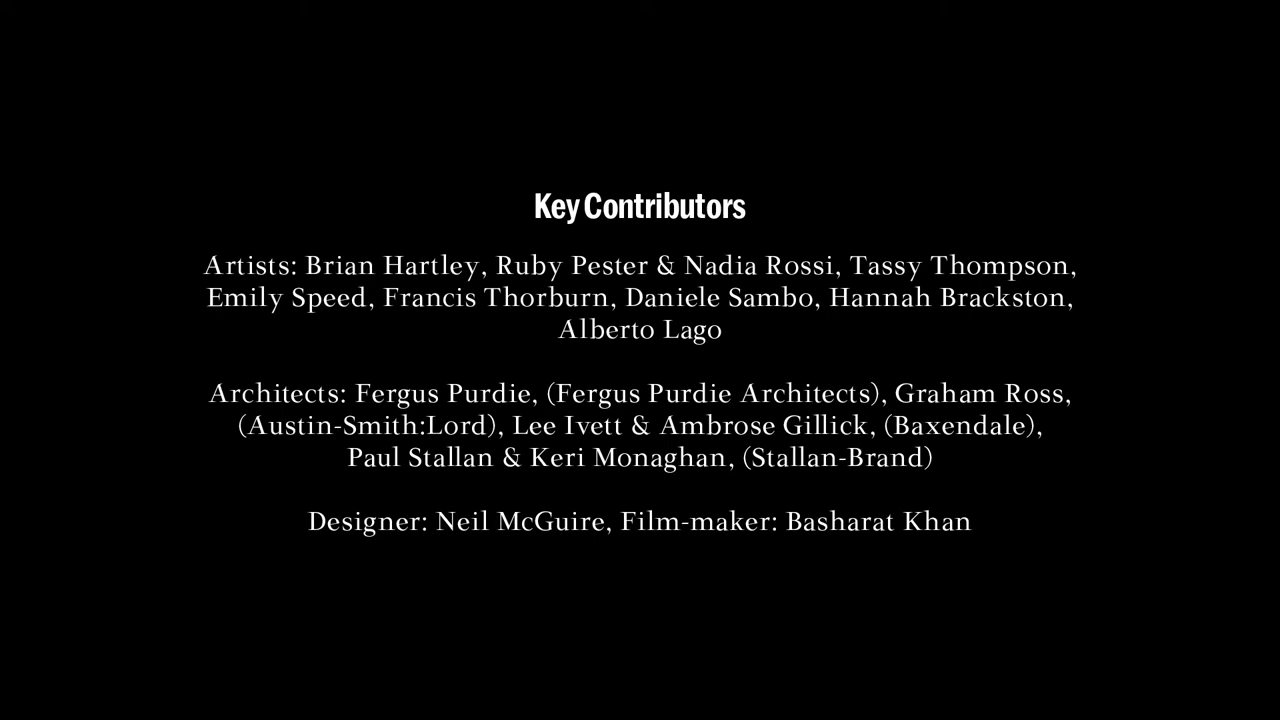 Key Contributors
Artists: Brian Hartley, Ruby Pester & Nadia Rossi, Tassy Thompson,
Emily Speed, Francis Thorburn, Daniele Sambo, Hannah Brackston,
Alberto Lago
Architects: Fergus Purdie, (Fergus Purdie Architects), Graham Ross,
(Austin-Smith:Lord), Lee Ivett & Ambrose Gillick, (Baxendale),
Paul Stallan & Keri Monaghan, (Stallan-Brand)
Designer: Neil McGuire, Film-maker: Basharat Khan